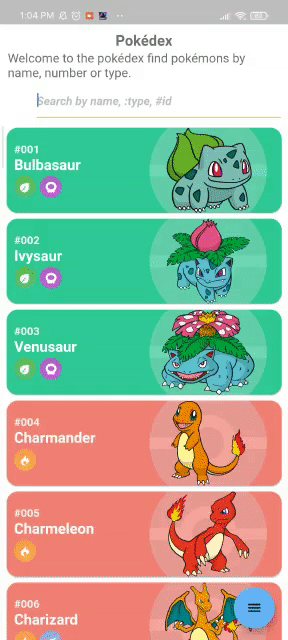 1:04 PM
Pokédex
Welcome to the pokédex find pokémons by
name, number or type.
Search by name, :type, #id
#001
Bulbasaur
#002
Ivysaur
#003
Venusaur
#004
Charmander
#005
Charmeleon
#006
Charizard